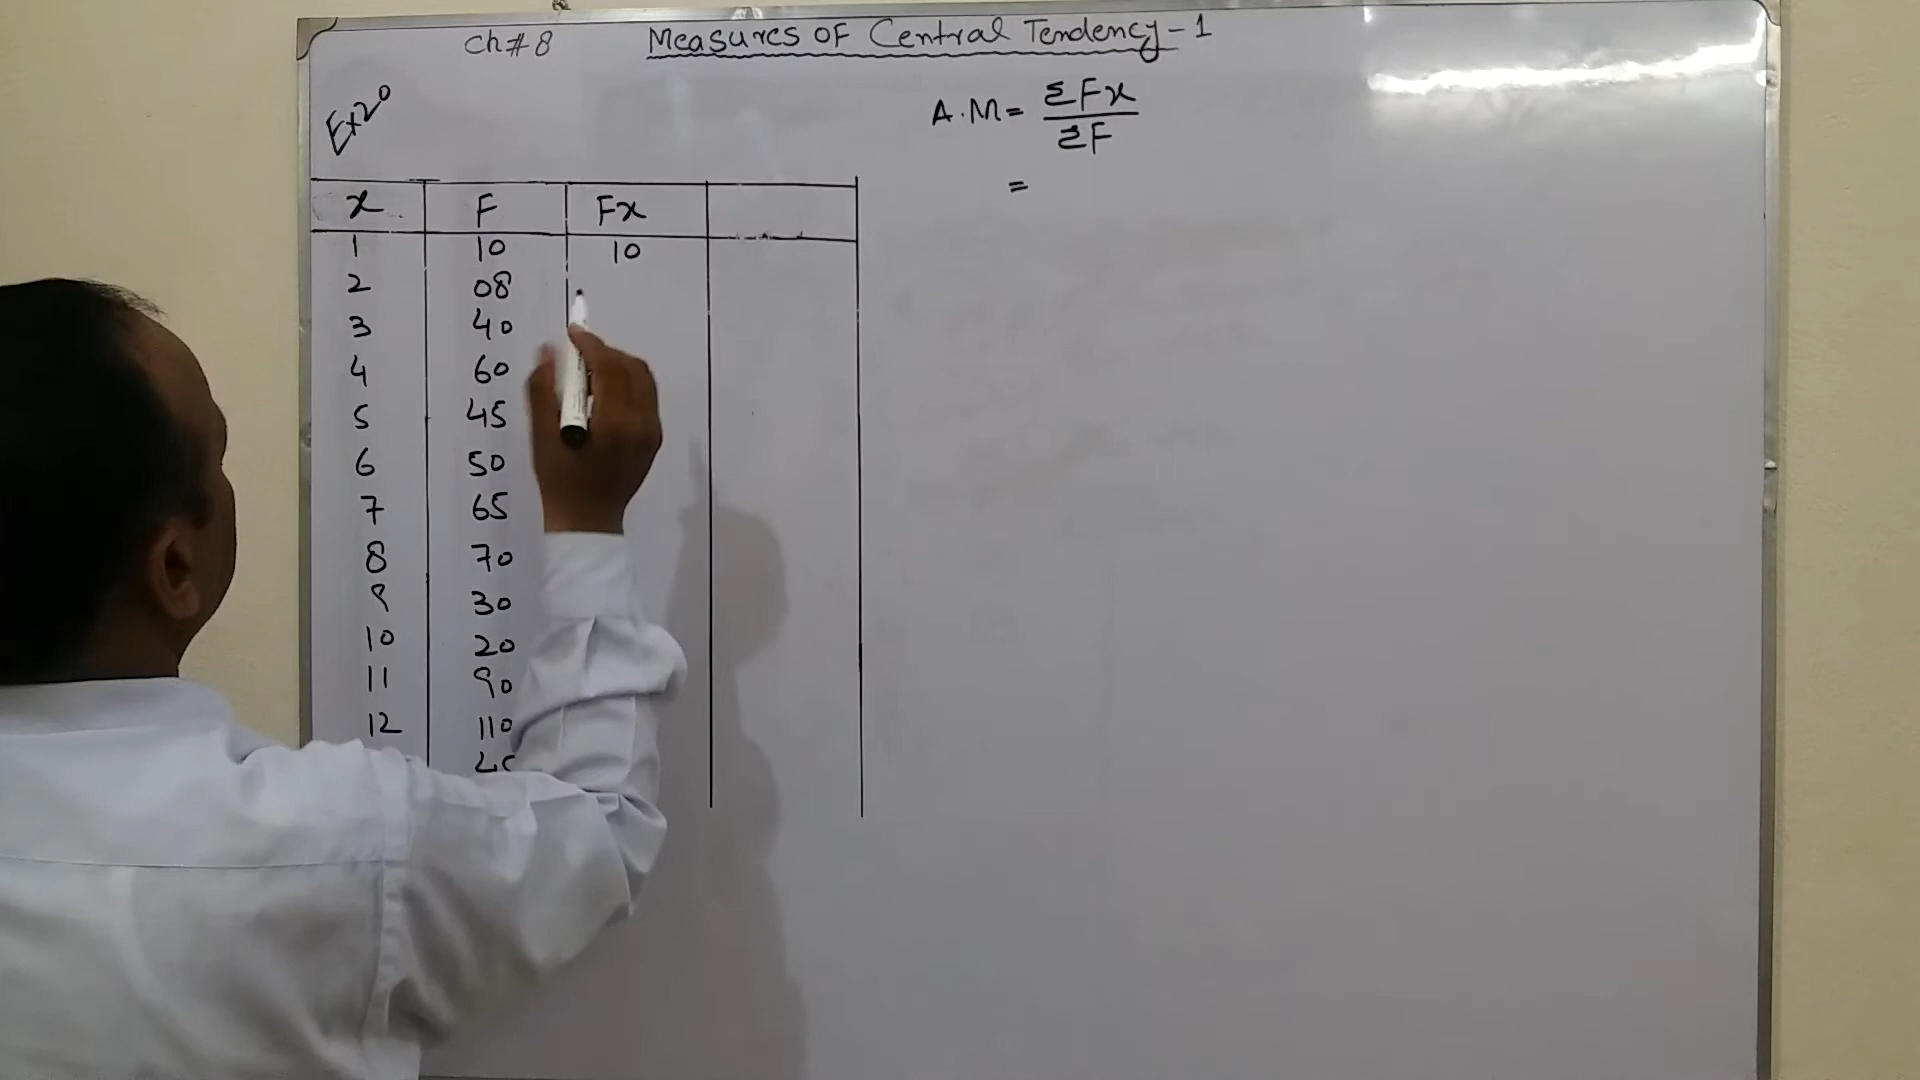 Ch # 8 Measures OF Central Tendency - 1
Ex 20
A.M = ΣFx / ΣF
=
x F Fx
1 10 10
2 08
3 40
4 60
5 45
6 50
7 65
8 70
9 30
10 20
11 90
12 110